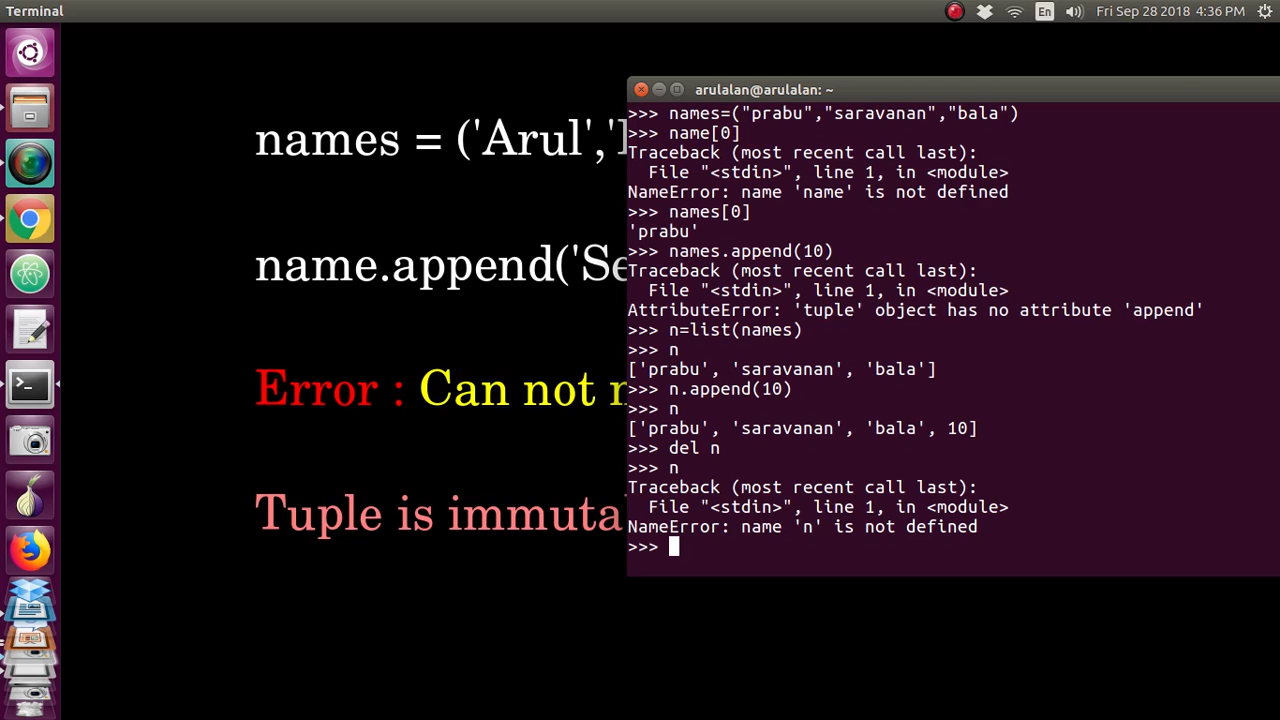 Terminal
En
Fri Sep 28 2018 4:36 PM
names = ('Arul','
name.append('Se
Error : Can not
Tuple is immuta
arulalan@arulalan: ~
>>> names=("prabu","saravanan","bala")
>>> name[0]
Traceback (most recent call last):
  File "<stdin>", line 1, in <module>
NameError: name 'name' is not defined
>>> names[0]
'prabu'
>>> names.append(10)
Traceback (most recent call last):
  File "<stdin>", line 1, in <module>
AttributeError: 'tuple' object has no attribute 'append'
>>> n=list(names)
>>> n
['prabu', 'saravanan', 'bala']
>>> n.append(10)
>>> n
['prabu', 'saravanan', 'bala', 10]
>>> del n
>>> n
Traceback (most recent call last):
  File "<stdin>", line 1, in <module>
NameError: name 'n' is not defined
>>>